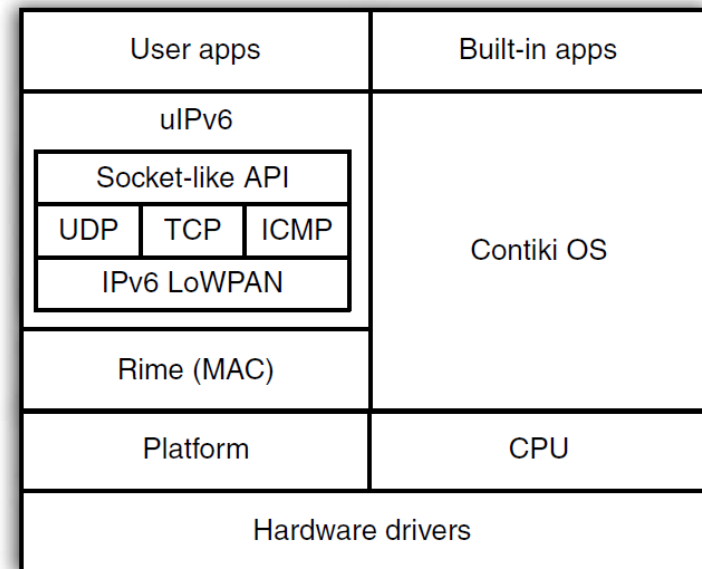 User apps
Built-in apps
uIPv6
Socket-like API
UDP
TCP
ICMP
IPv6 LoWPAN
Contiki OS
Rime (MAC)
Platform
CPU
Hardware drivers